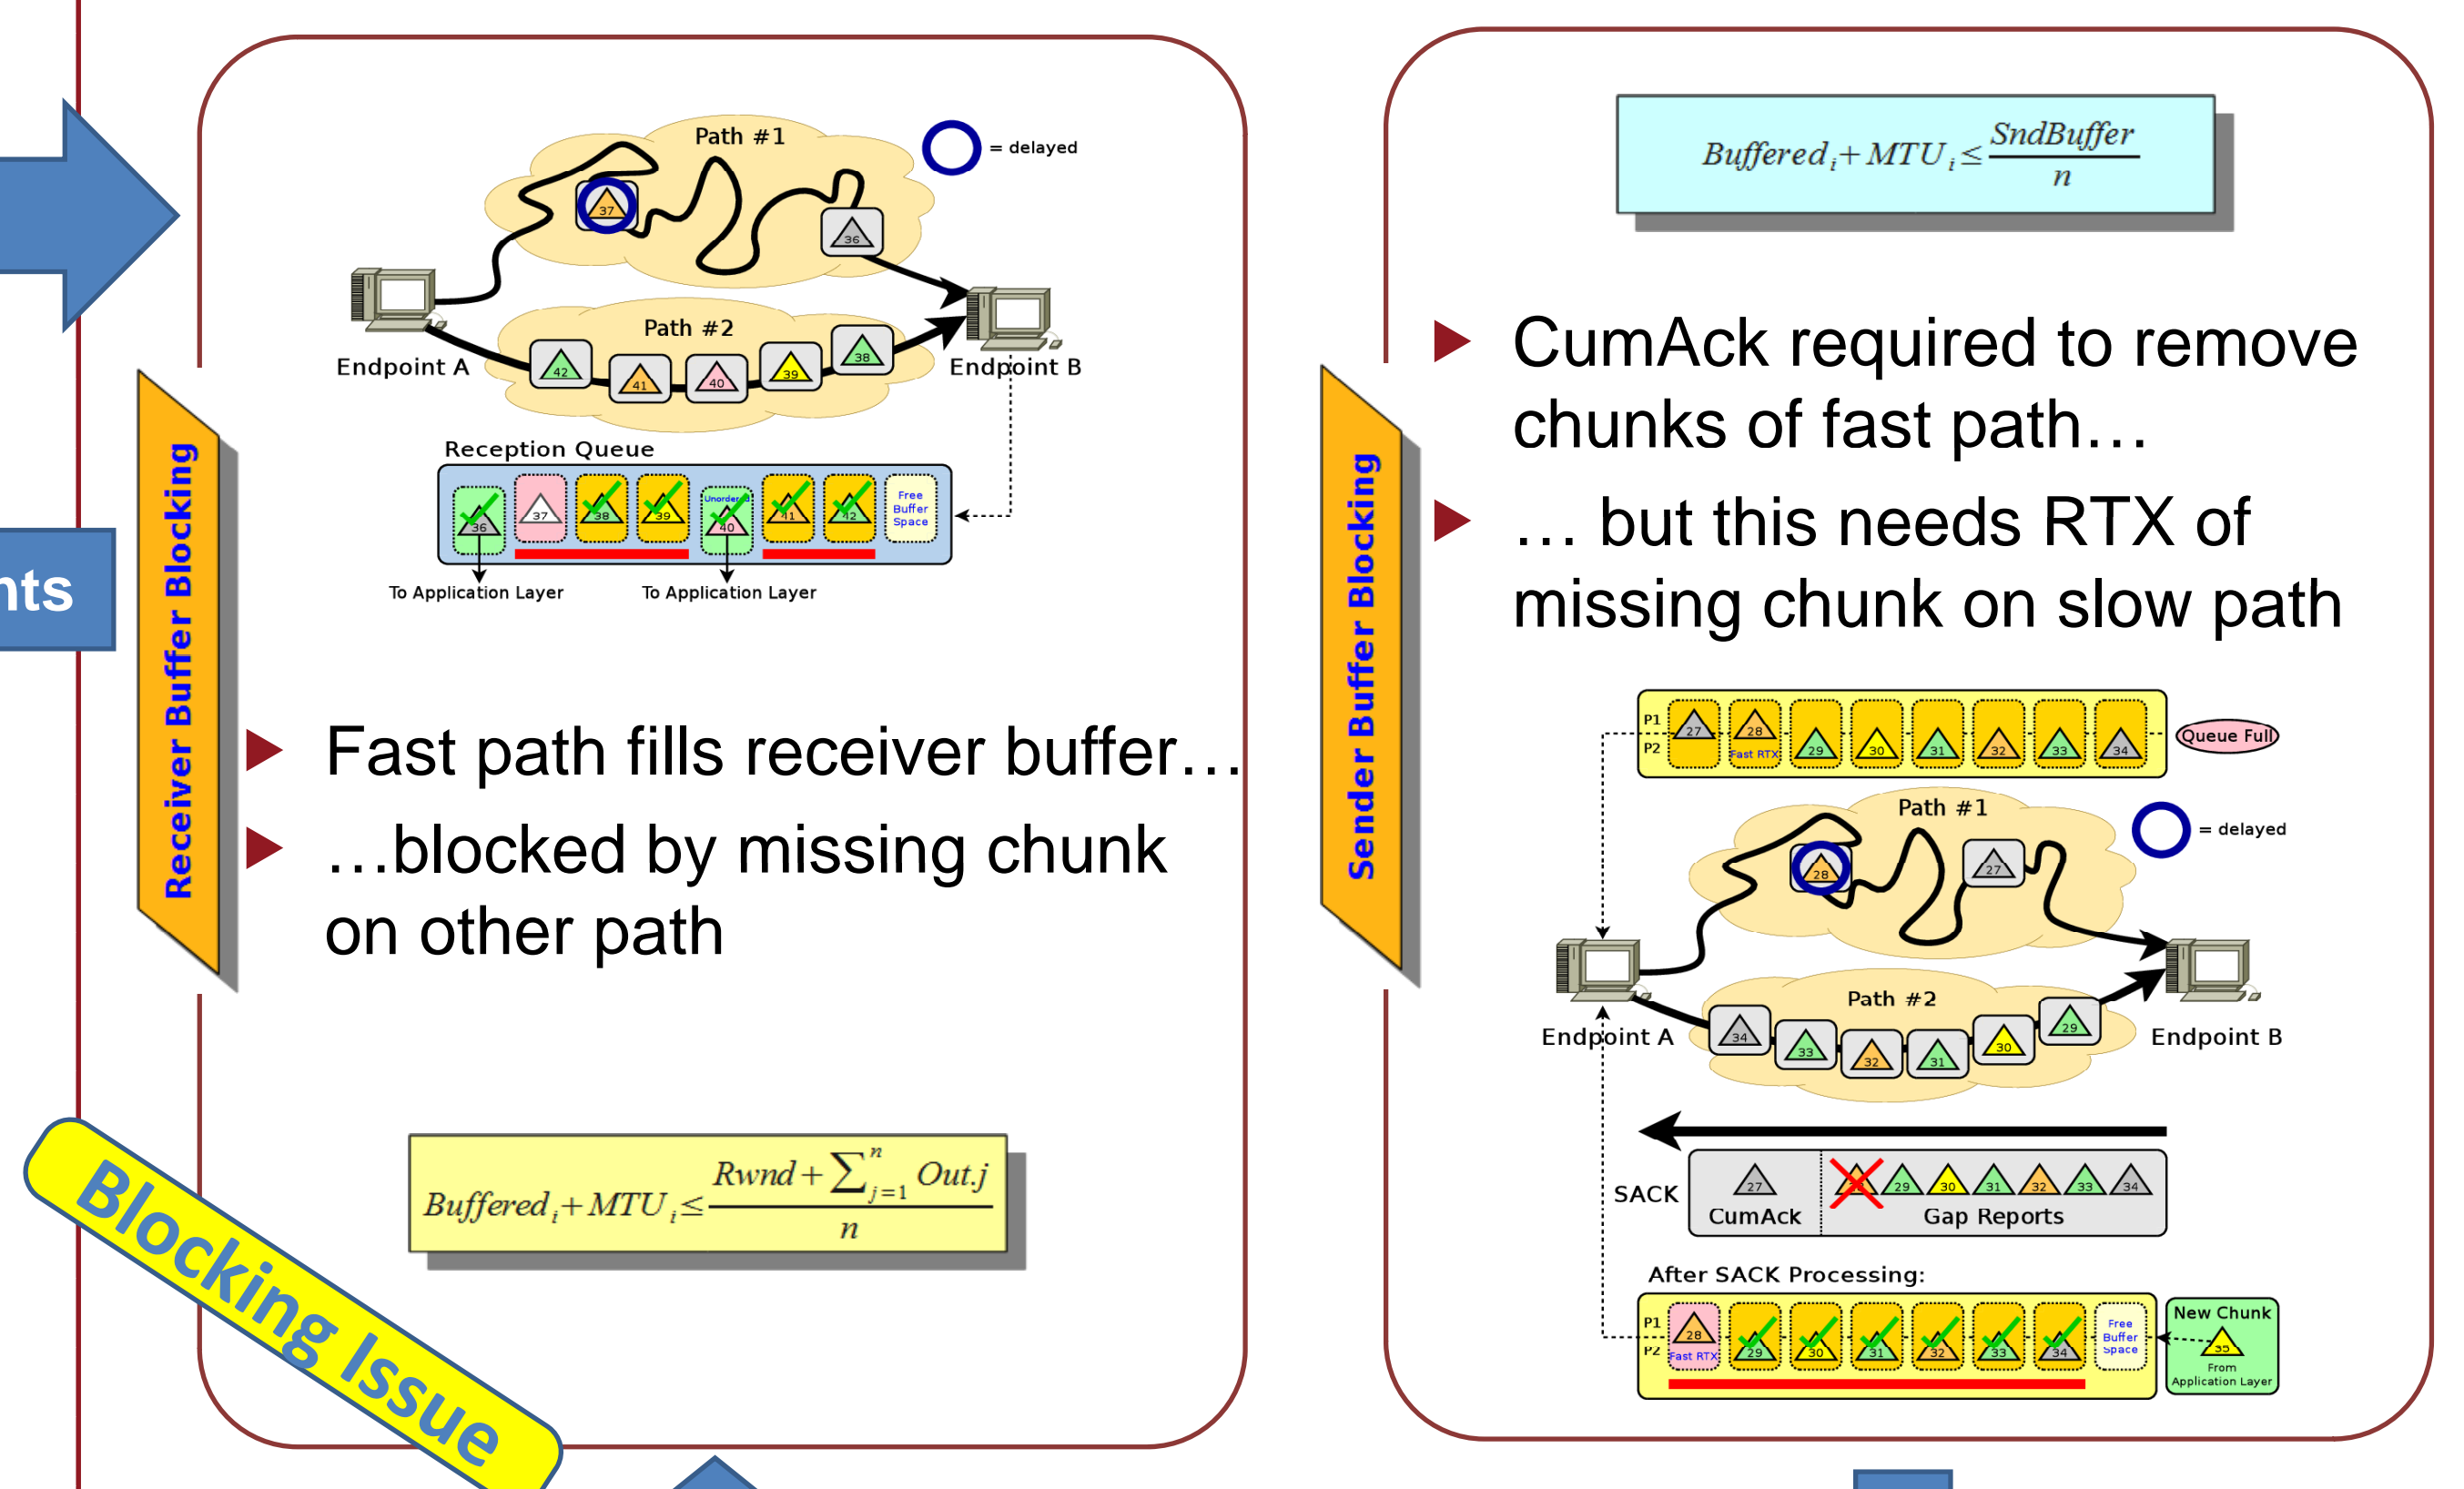 nts
Receiver Buffer Blocking
Path #1
= delayed
37
36
Path #2
Endpoint A
Endpoint B
42
41
40
39
38
Reception Queue
36
37
38
39
Unordered
40
41
42
Free
Buffer
Space
To Application Layer
To Application Layer
Fast path fills receiver buffer…
…blocked by missing chunk
on other path
Buffered i + MTU i ≤ Rwnd + ∑ n j=1 Out.j
n
Blocking Issue
Sender Buffer Blocking
Buffered i + MTU i ≤ SndBuffer
n
CumAck required to remove
chunks of fast path…
… but this needs RTX of
missing chunk on slow path
P1
P2
27
28
Fast RTX
29
30
31
32
33
34
Queue Full
Path #1
= delayed
28
27
Path #2
Endpoint A
Endpoint B
34
33
32
31
30
29
SACK
27
CumAck
29
30
31
32
33
34
Gap Reports
After SACK Processing:
P1
P2
28
Fast RTX
29
30
31
32
33
34
Free
Buffer
Space
New Chunk
35
From
Application Layer